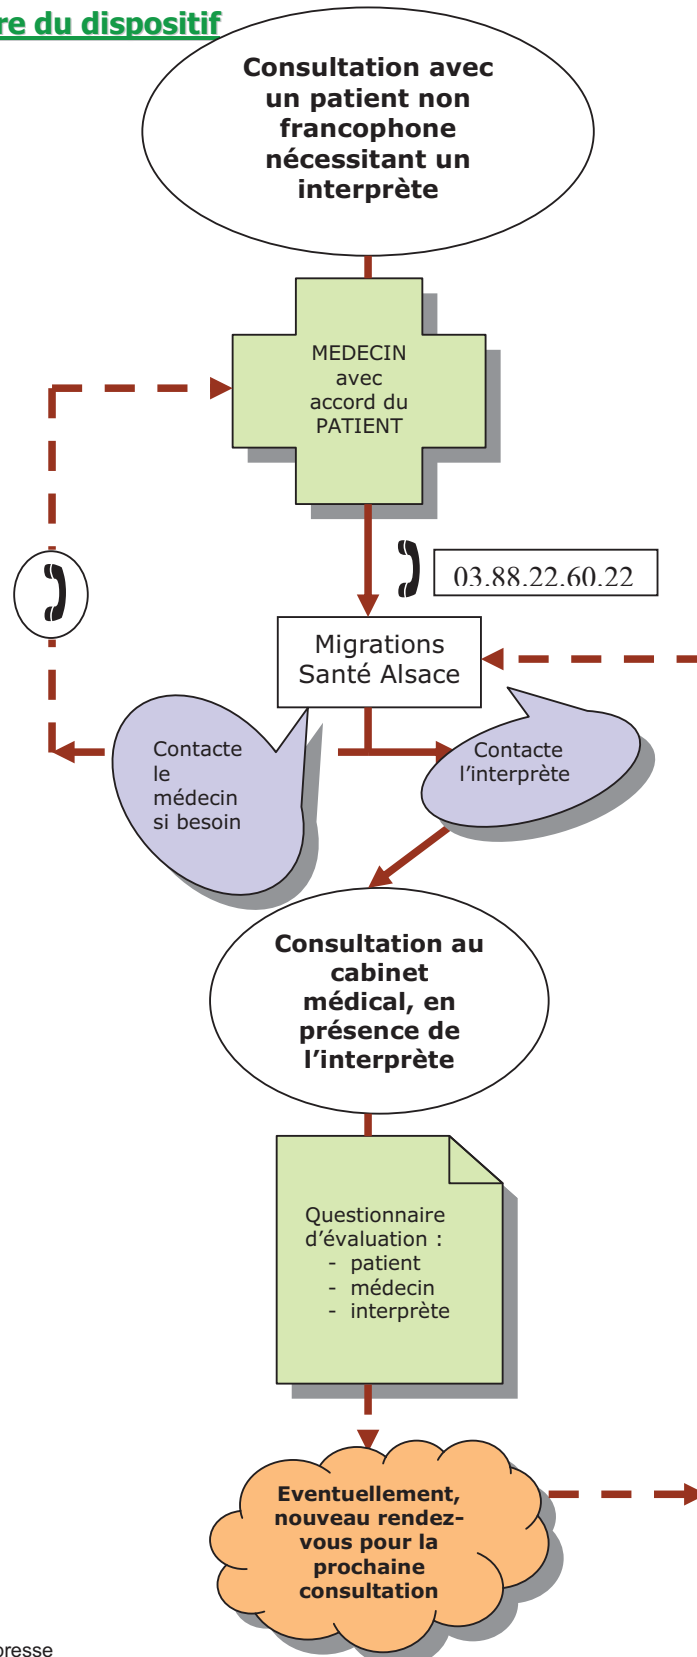 re du dispositif
Consultation avec
un patient non
francophone
nécessitant un
interprète
MEDECIN
avec
accord du
PATIENT
03.88.22.60.22
Migrations
Santé Alsace
Contacte
le
médecin
si besoin
Contacte
l’interprète
Consultation au
cabinet
médical, en
présence de
l’interprète
Questionnaire
d’évaluation :
- patient
- médecin
- interprète
Eventuellement,
nouveau rendez-
vous pour la
prochaine
consultation
presse